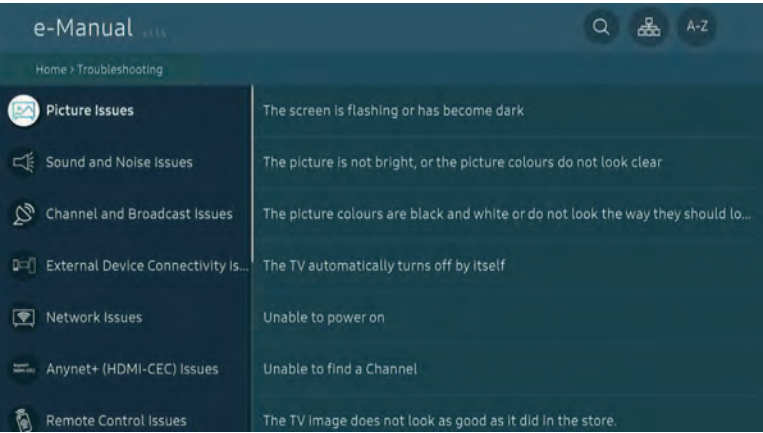 e-Manual
A-Z
Home > Troubleshooting
Picture Issues
Sound and Noise Issues
Channel and Broadcast Issues
External Device Connectivity Is...
Network Issues
Anynet+ (HDMI-CEC) Issues
Remote Control Issues
The screen is flashing or has become dark
The picture is not bright, or the picture colours do not look clear
The picture colours are black and white or do not look the way they should lo...
The TV automatically turns off by itself
Unable to power on
Unable to find a Channel
The TV image does not look as good as it did in the store.